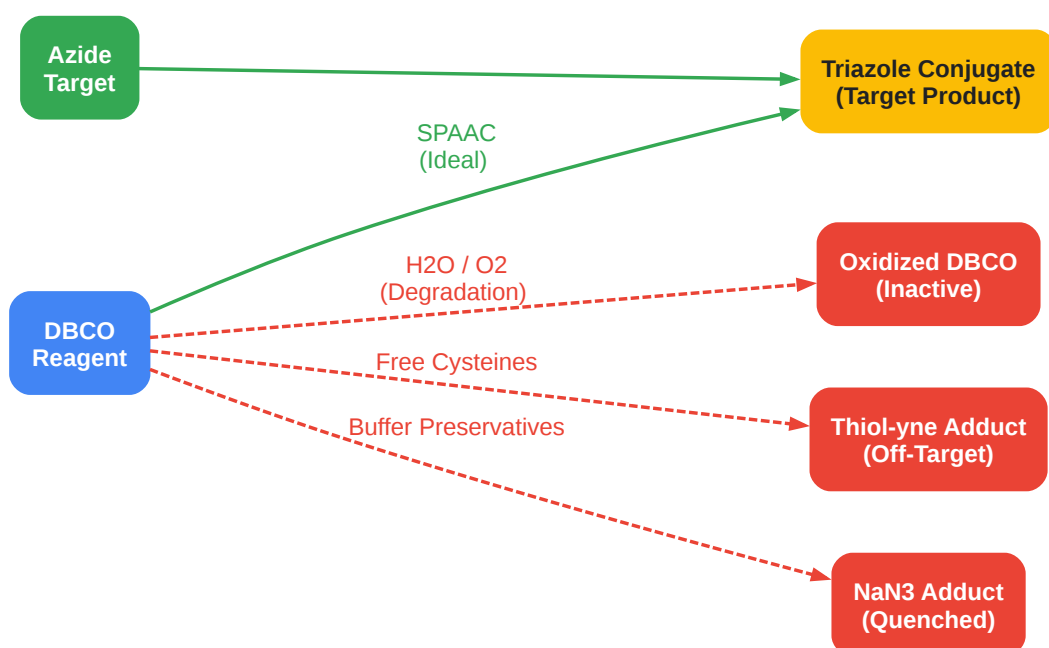 Azide
Target
Triazole Conjugate
(Target Product)
SPAAC
(Ideal)
H2O / O2
(Degradation)
Oxidized DBCO
(Inactive)
DBCO
Reagent
Free Cysteines
Thiol-yne Adduct
(Off-Target)
Buffer Preservatives
NaN3 Adduct
(Quenched)